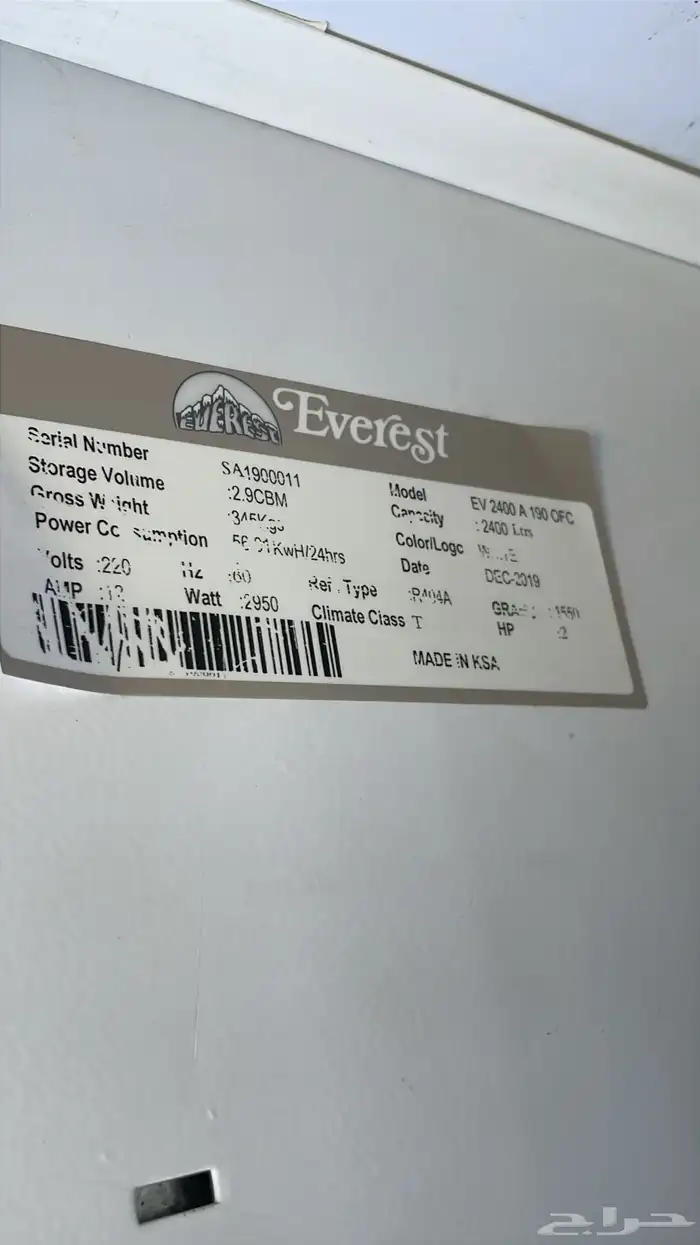 EVEREST Everest
Serial Number SA1900011
Storage Volume :2.9CBM
Gross Weight :345Kgs
Power Consumption KwH/24hrs
Volts :220 Hz :60 Ref. Type :R404A
AMP Watt :2950 Climate Class T
Model EV 2400 A 190 OFC
Capacity :2400 Ltrs
Color/Logo
Date DEC-2019
HP :2
MADE IN KSA
حراج